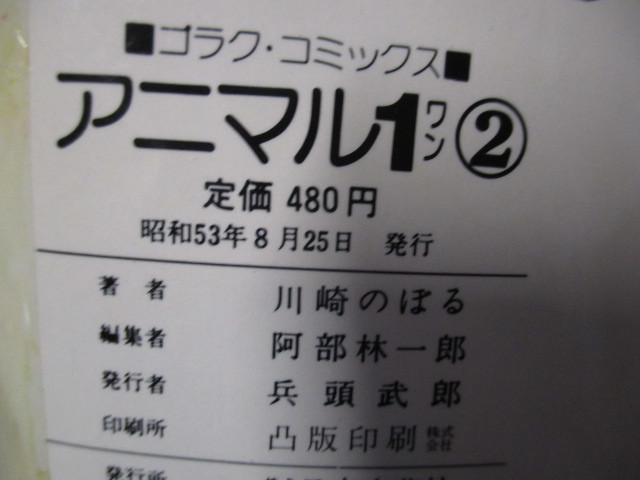 ■ゴラク・コミックス■
アニマル1ワン②
定価 480円
昭和53年8月25日 発行
著者 川崎のぼる
編集者 阿部林一郎
発行者 兵頭武郎
印刷所 凸版印刷株式会社
発行所